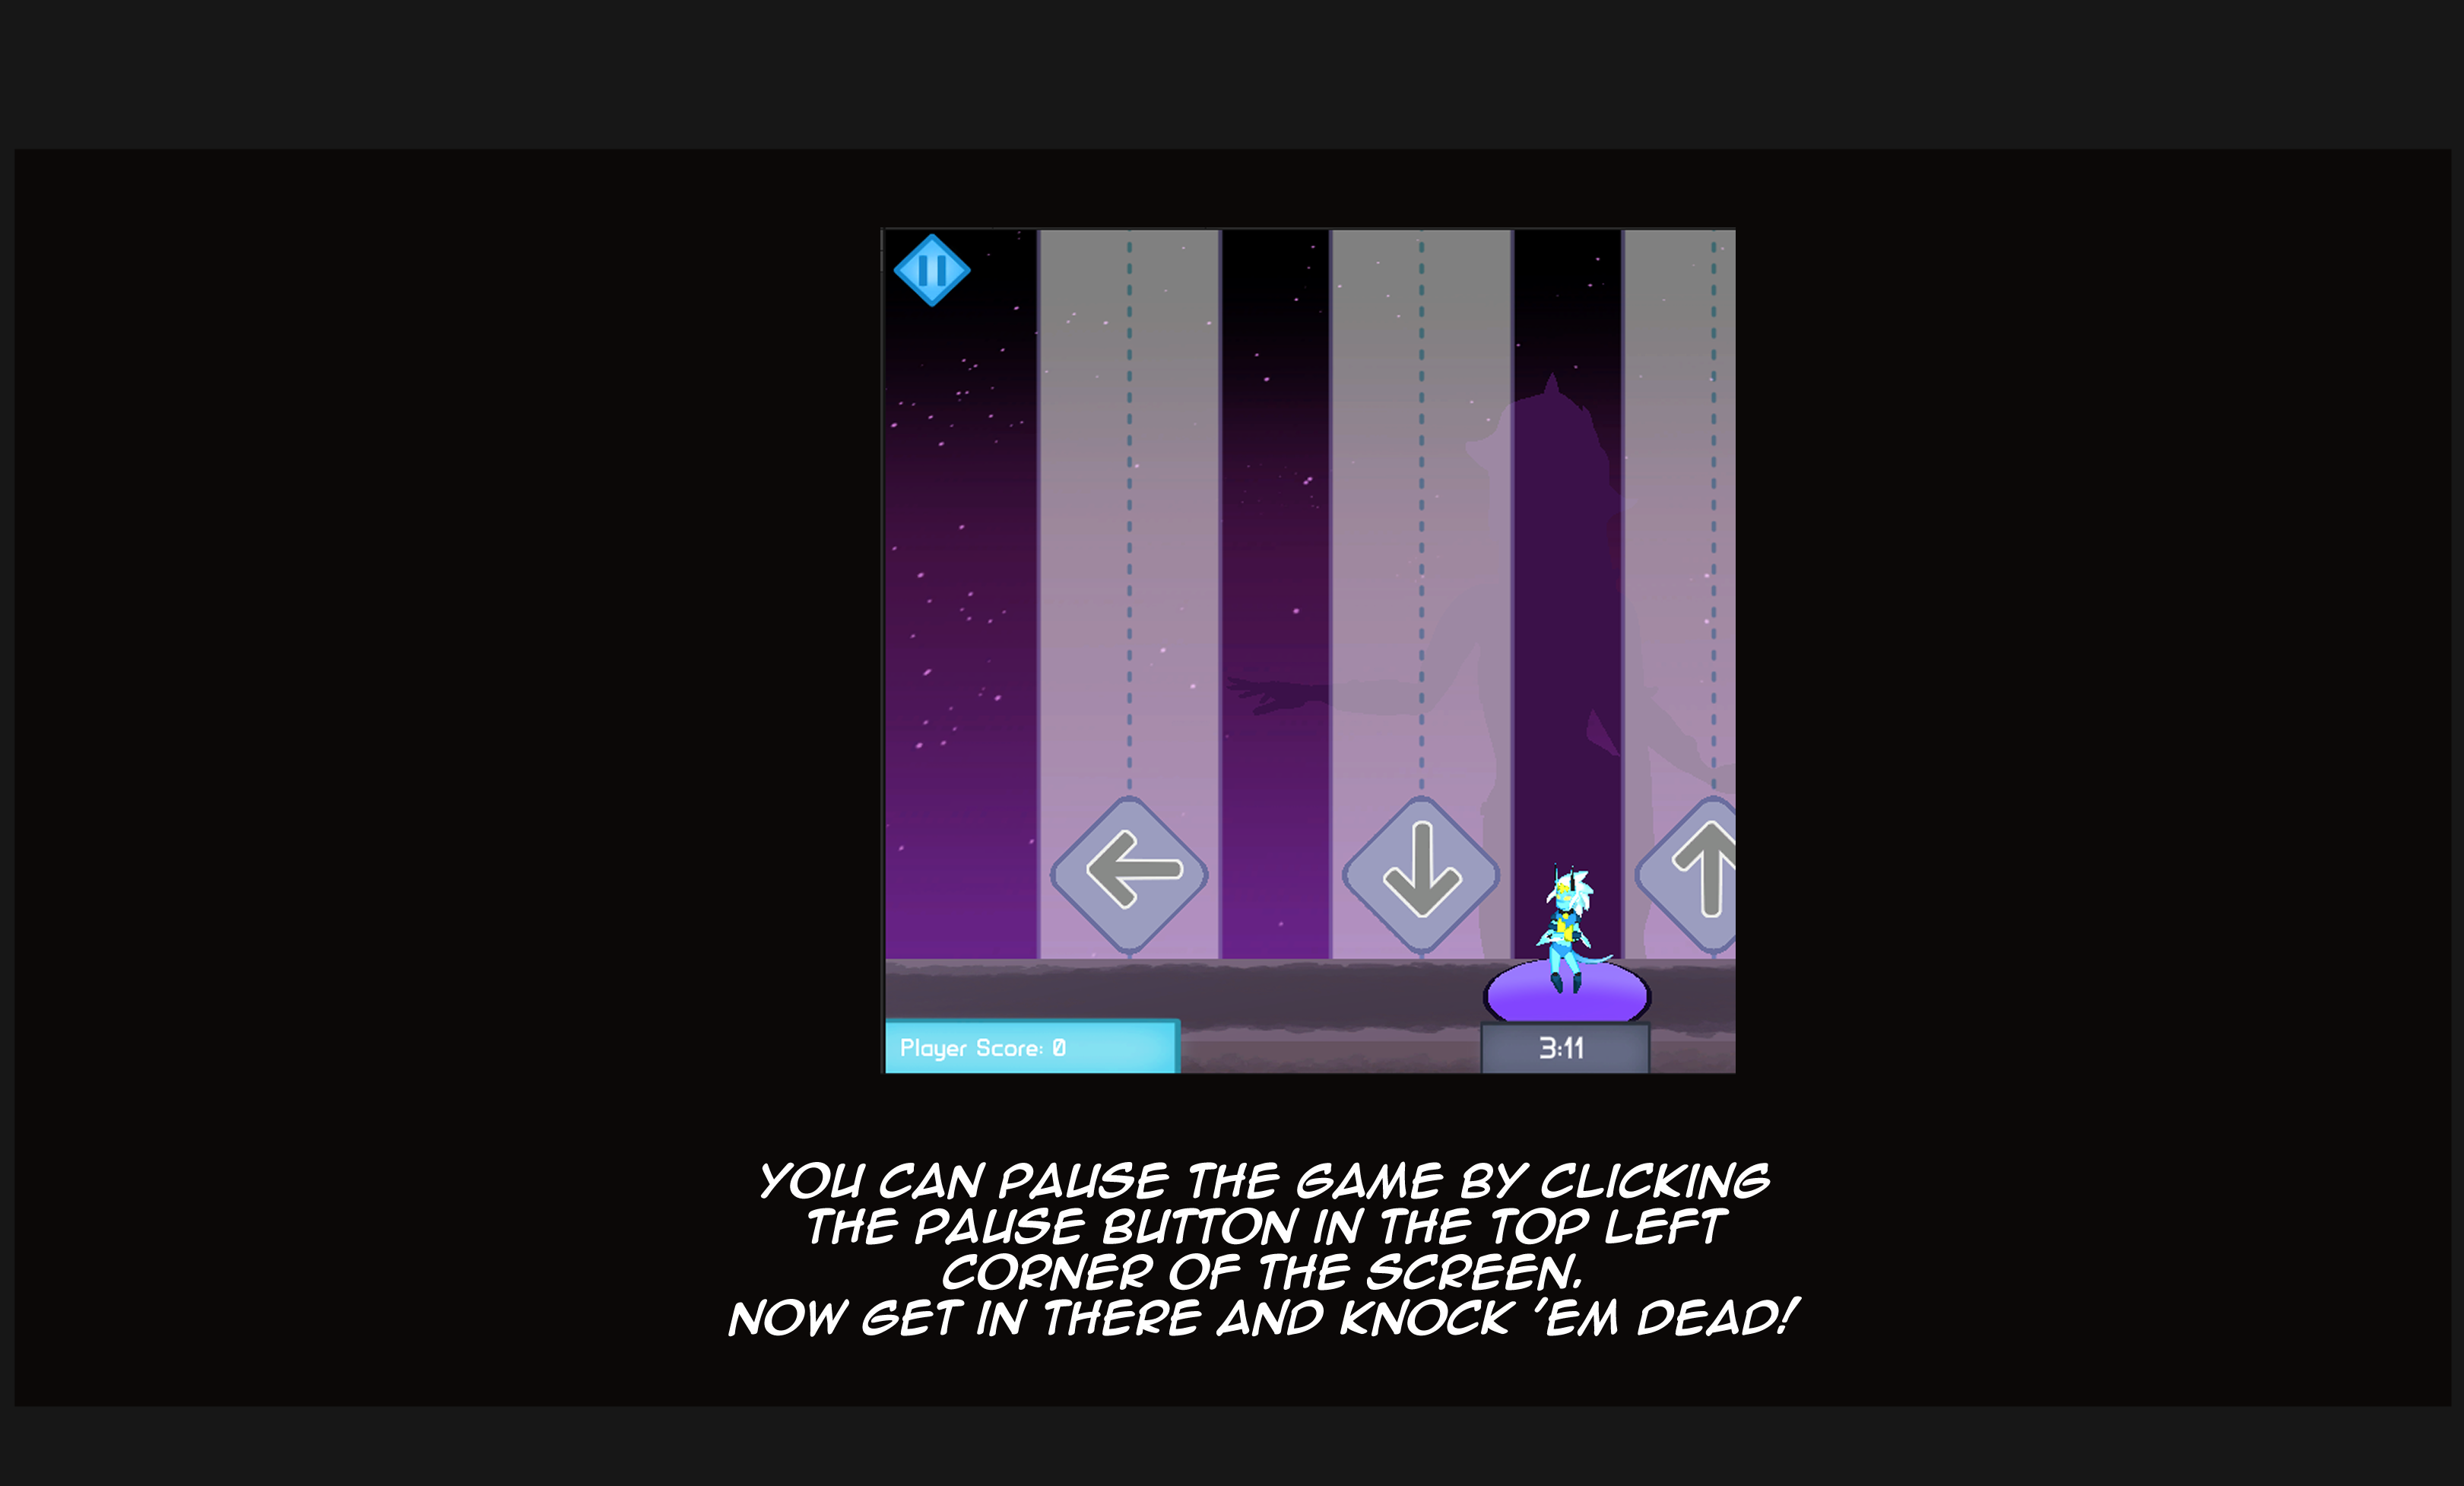 Player Score: 0
3:11
YOU CAN PAUSE THE GAME BY CLICKING
THE PAUSE BUTTON IN THE TOP LEFT
CORNER OF THE SCREEN.
NOW GET IN THERE AND KNOCK 'EM DEAD!